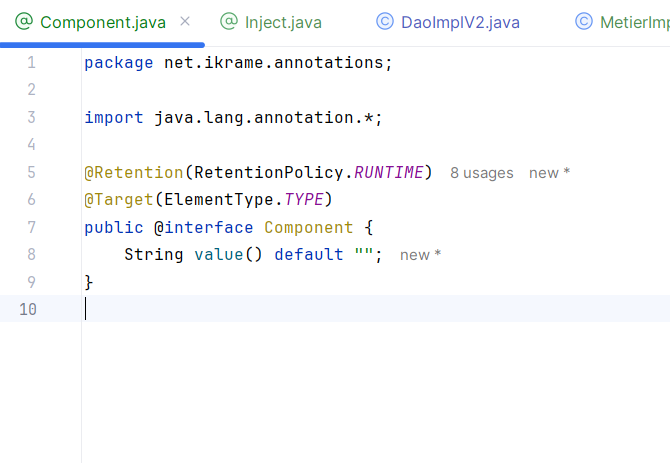 Component.java
Inject.java
DaoImplV2.java
MetierImp
1 package net.ikrame.annotations;
2
3 import java.lang.annotation.*;
4
5 @Retention(RetentionPolicy.RUNTIME) 8 usages new *
6 @Target(ElementType.TYPE)
7 public @interface Component {
8     String value() default ""; new *
9 }
10